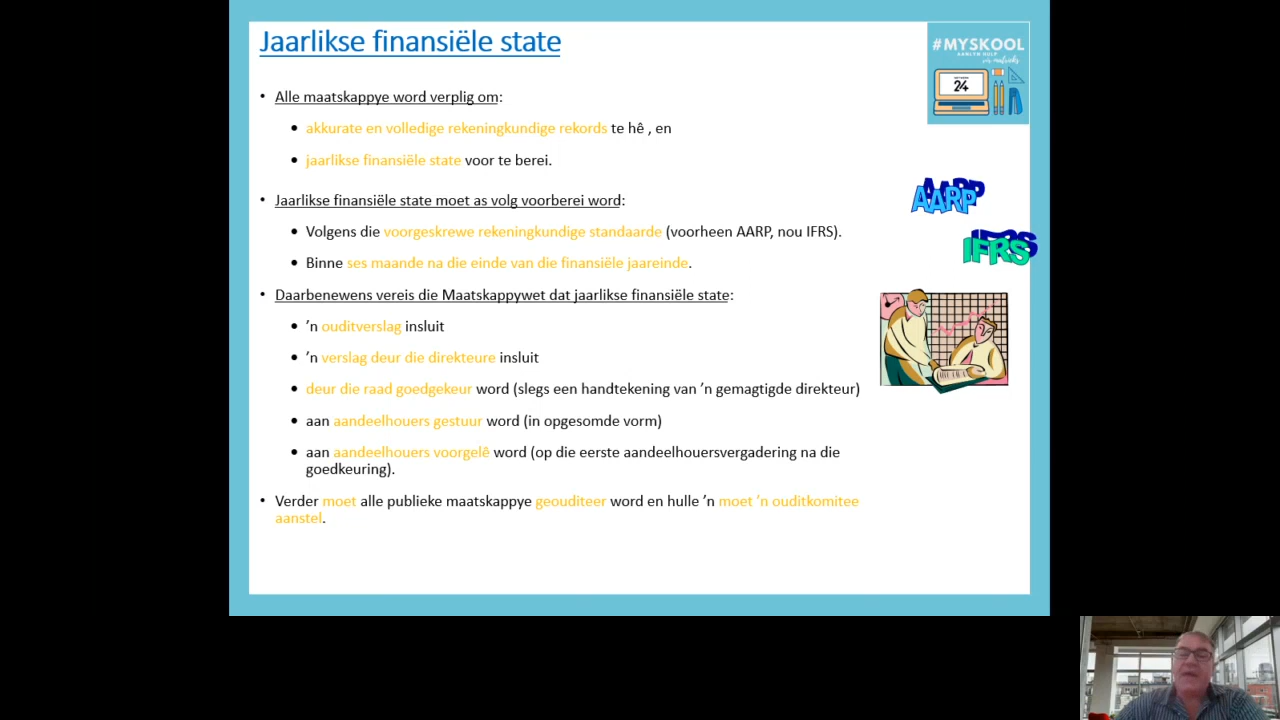 Jaarlikse finansiële state
#MYSKOOL
AANLYN HULP
vir matrieks
24
• Alle maatskappye word verplig om:
• akkurate en volledige rekeningkundige rekords te hê , en
• jaarlikse finansiële state voor te berei.
• Jaarlikse finansiële state moet as volg voorberei word:
• Volgens die voorgeskrewe rekeningkundige standaarde (voorheen AARP, nou IFRS).
• Binne ses maande na die einde van die finansiële jaareinde.
AARP
IFRS
• Daarbenewens vereis die Maatskappywet dat jaarlikse finansiële state:
• ’n ouditverslag insluit
• ’n verslag deur die direkteure insluit
• deur die raad goedgekeur word (slegs een handtekening van ’n gemagtigde direkteur)
• aan aandeelhouers gestuur word (in opgesomde vorm)
• aan aandeelhouers voorgelê word (op die eerste aandeelhouersvergadering na die
goedkeuring).
• Verder moet alle publieke maatskappye geouditeer word en hulle ’n moet ’n ouditkomitee
aanstel.